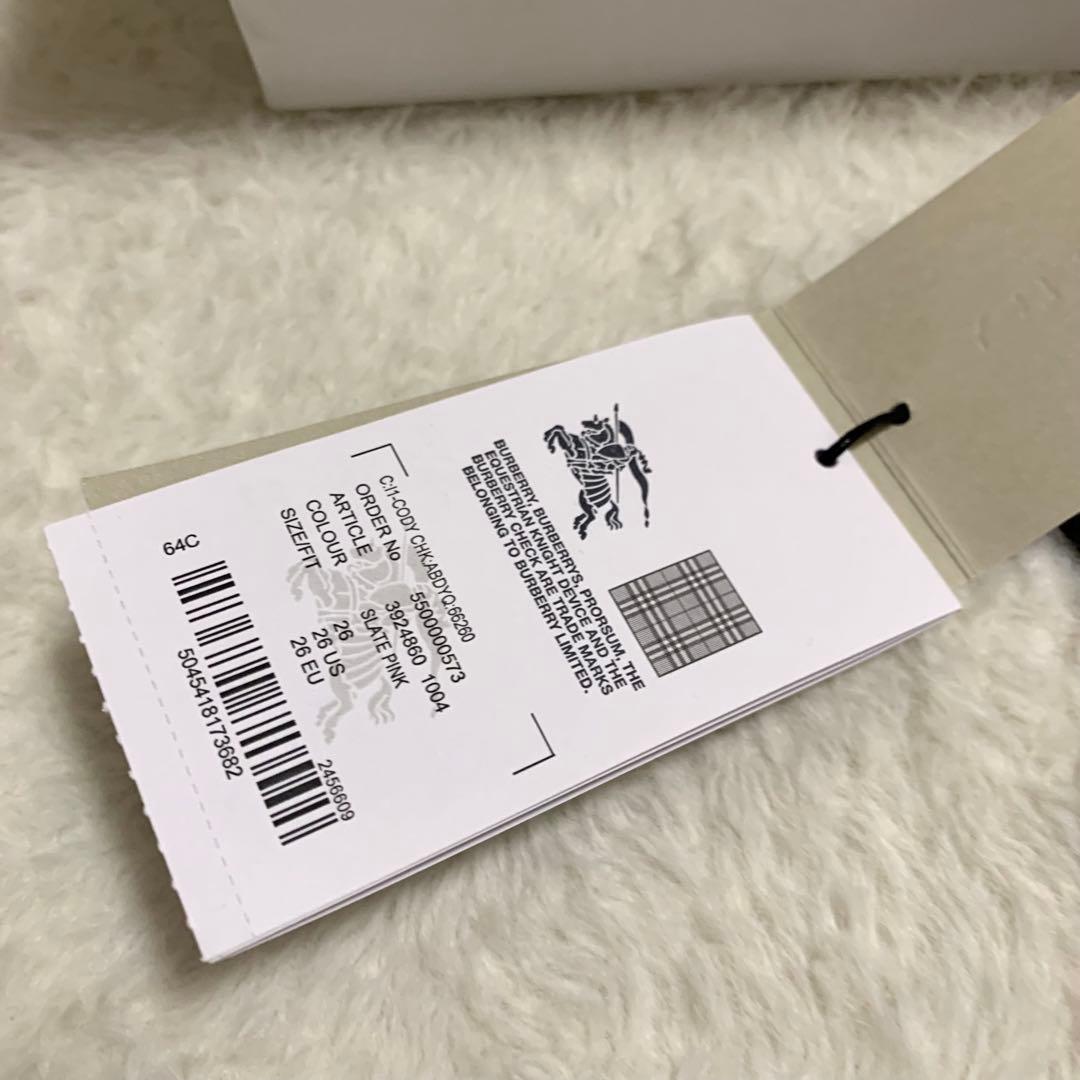 BURBERRY, BURBERRYS, PRORSUM, THE
EQUESTRIAN KNIGHT DEVICE AND THE
BURBERRY CHECK ARE TRADE MARKS
BELONGING TO BURBERRY LIMITED.
C:I1-CODY CHK:ABDYQ:66260
ORDER No 5500000573
ARTICLE 3924860 1004
COLOUR SLATE PINK
SIZE/FIT 26
26 US
26 EU
64C
2456609
5045418173682